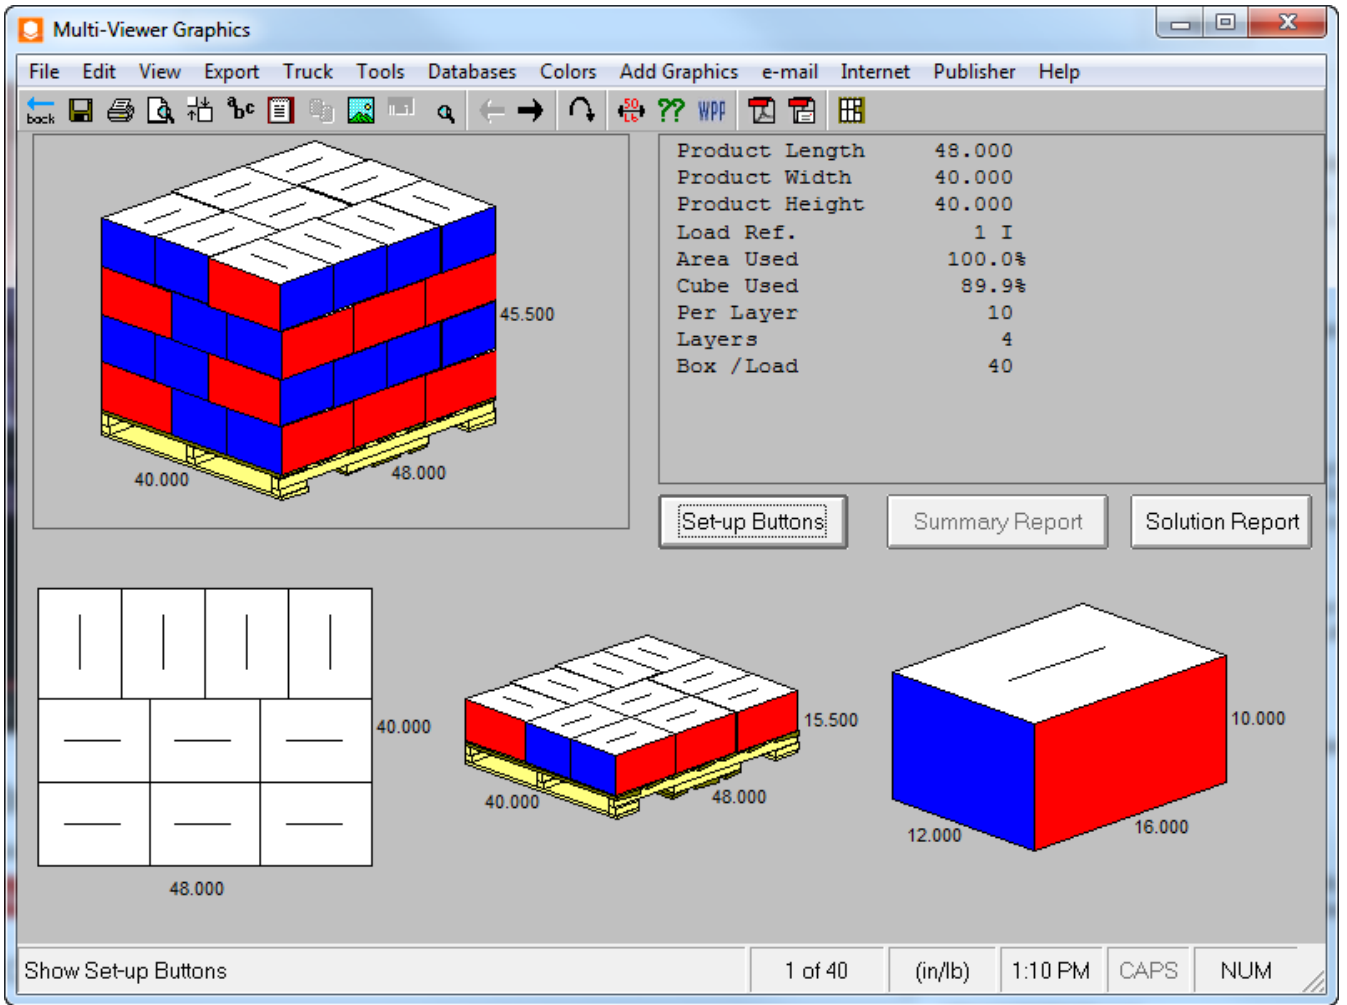 Multi-Viewer Graphics
File Edit View Export Truck Tools Databases Colors Add Graphics e-mail Internet Publisher Help
back abc 50 Lb ?? WPP
Product Length 48.000
Product Width 40.000
Product Height 40.000
Load Ref. 1 I
Area Used 100.0%
Cube Used 89.9%
Per Layer 10
Layers 4
Box /Load 40
45.500
40.000
48.000
Set-up Buttons Summary Report Solution Report
40.000
48.000
15.500
40.000
48.000
10.000
12.000
16.000
Show Set-up Buttons 1 of 40 (in/lb) 1:10 PM CAPS NUM